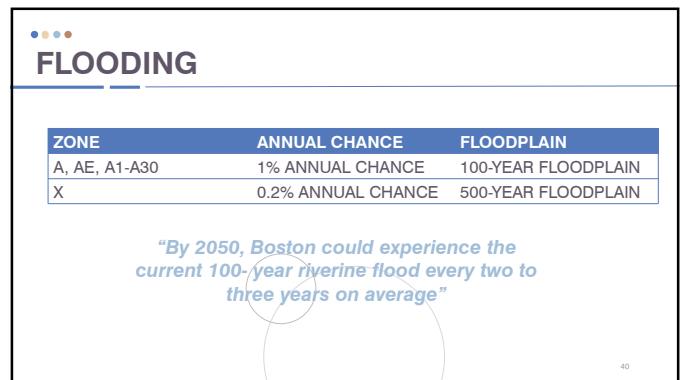 FLOODING
ZONE ANNUAL CHANCE FLOODPLAIN
A, AE, A1-A30 1% ANNUAL CHANCE 100-YEAR FLOODPLAIN
X 0.2% ANNUAL CHANCE 500-YEAR FLOODPLAIN
“By 2050, Boston could experience the
current 100- year riverine flood every two to
three years on average”
40